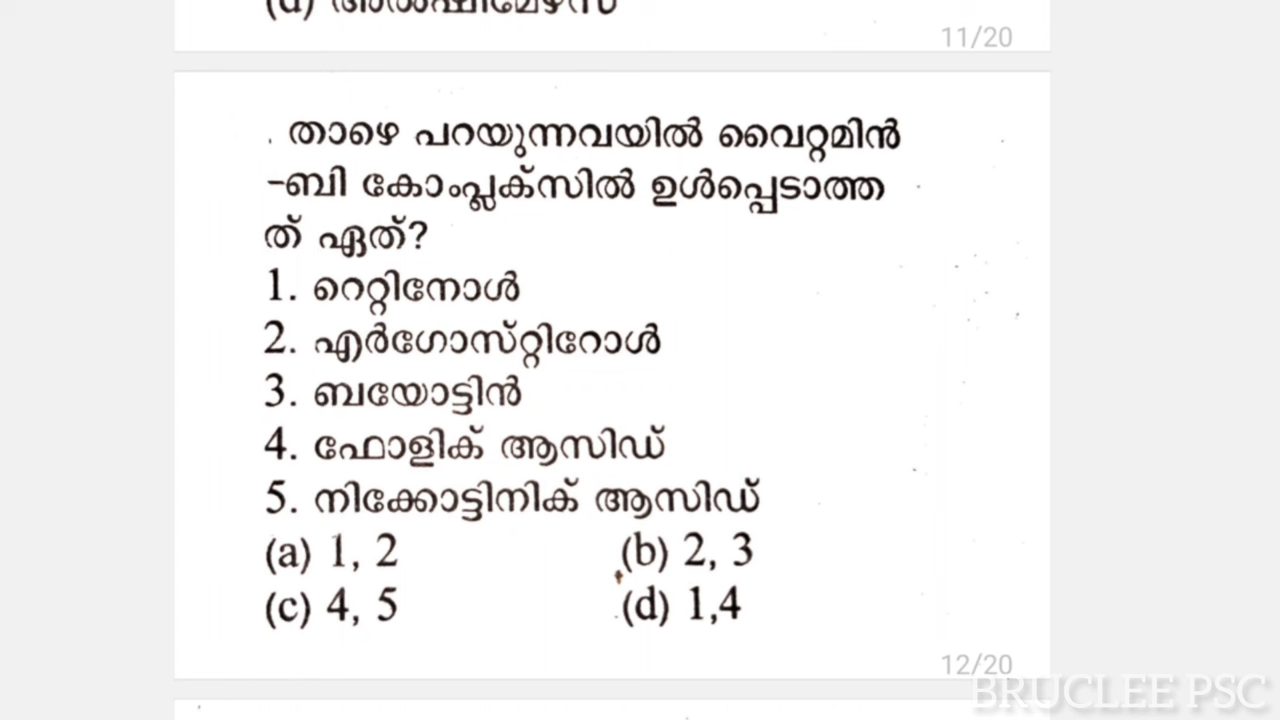 (d) അൽഷിമേഴ്സ്
11/20
. താഴെ പറയുന്നവയിൽ വൈറ്റമിൻ
-ബി കോംപ്ലക്സിൽ ഉൾപ്പെടാത്ത
ത് ഏത്?
1. റെറ്റിനോൾ
2. എർഗോസ്റ്റിറോൾ
3. ബയോട്ടിൻ
4. ഫോളിക് ആസിഡ്
5. നിക്കോട്ടിനിക് ആസിഡ്
(a) 1, 2 (b) 2, 3
(c) 4, 5 (d) 1,4
12/20
BRUCLEE PSC